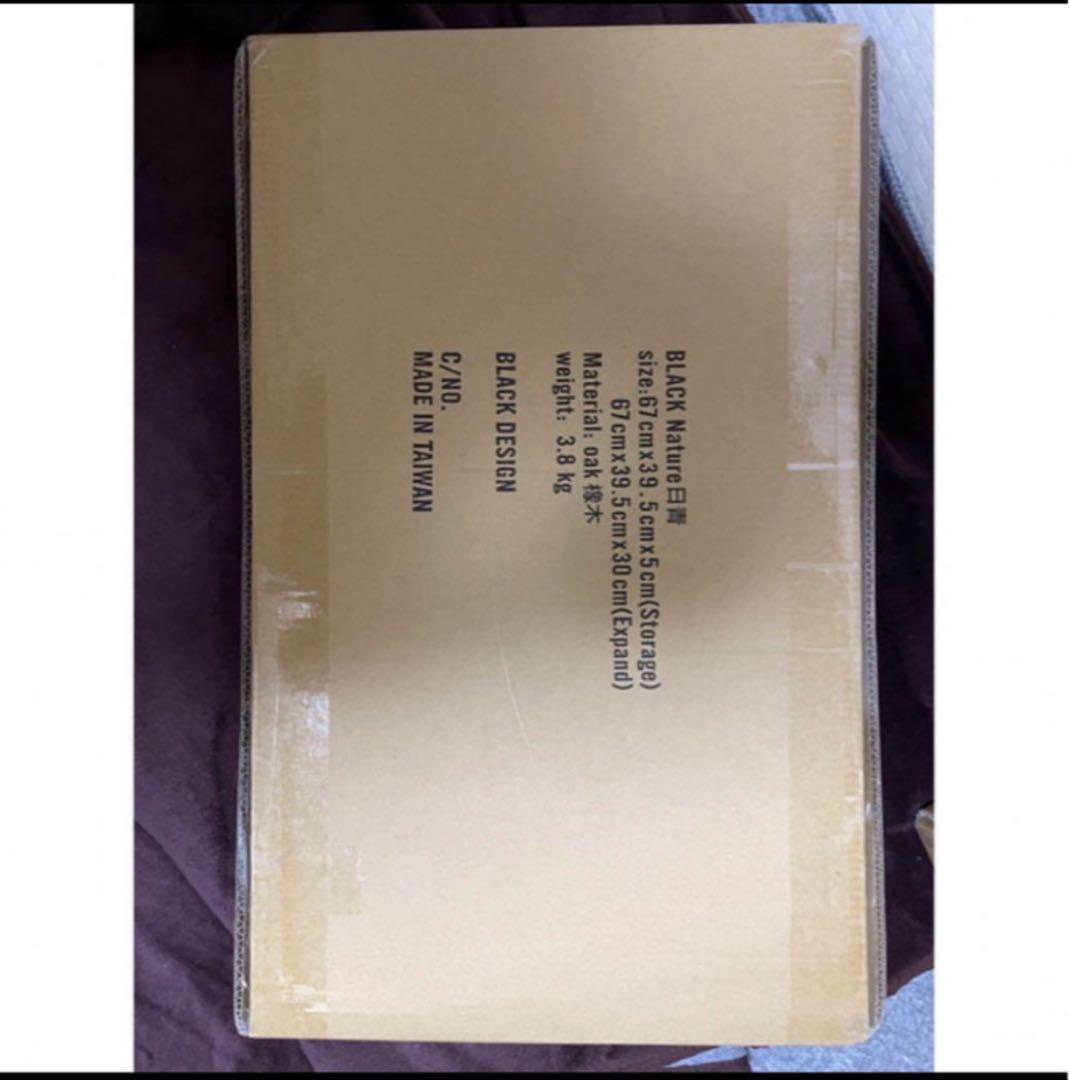 BLACK Nature日青
size:67cmx39.5cmx5cm(Storage)
67cmx39.5cmx30cm(Expand)
Material: oak 橡木
weight: 3.8 kg
BLACK DESIGN
C/NO.
MADE IN TAIWAN